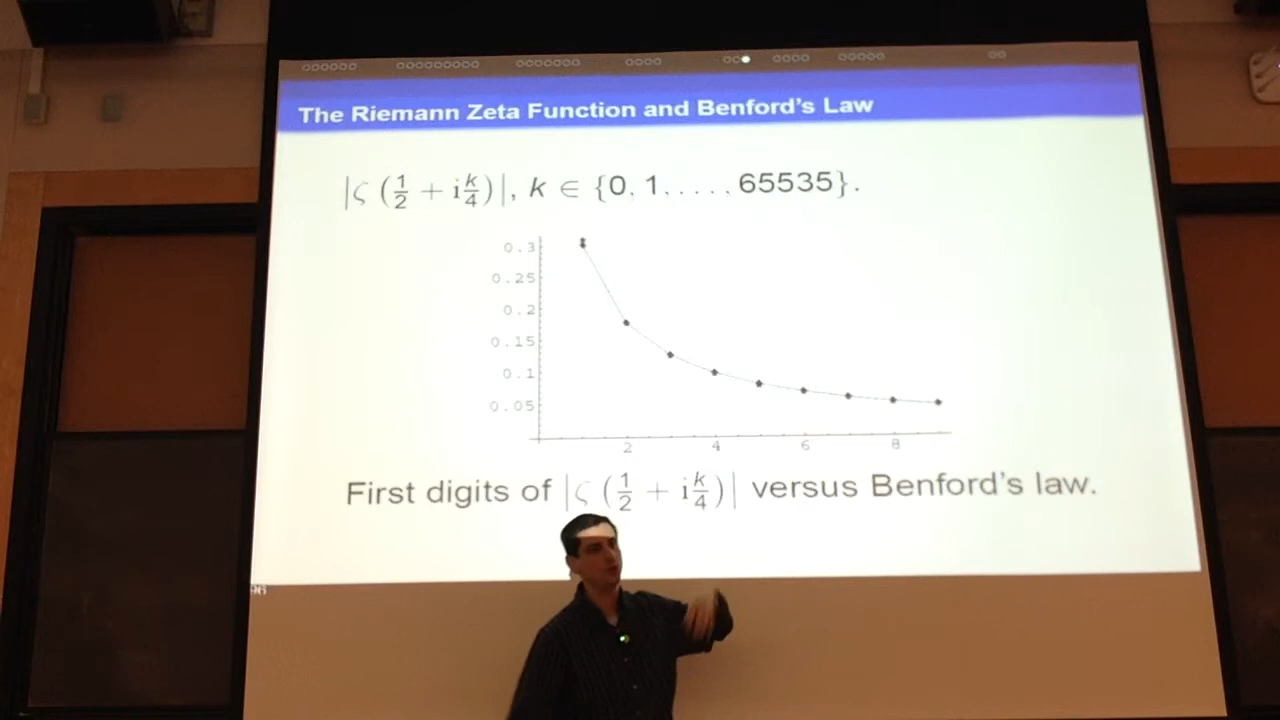 The Riemann Zeta Function and Benford's Law
|ζ (1/2 + i k/4)|, k ∈ {0, 1, . . . , 65535}.
0.3
0.25
0.2
0.15
0.1
0.05
2 4 6 8
First digits of |ζ (1/2 + i k/4)| versus Benford's law.